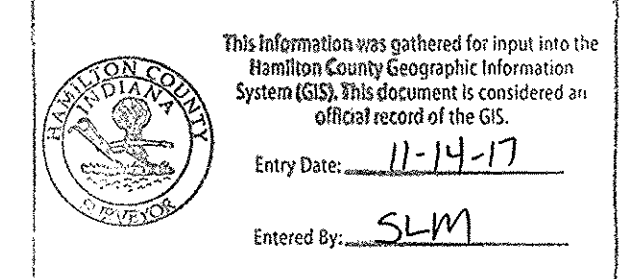 This information was gathered for input into the
Hamilton County Geographic Information
System (GIS). This document is considered an
official record of the GIS.
HAMILTON COUNTY
INDIANA
SURVEYOR
Entry Date: 11-14-17
Entered By: SLM